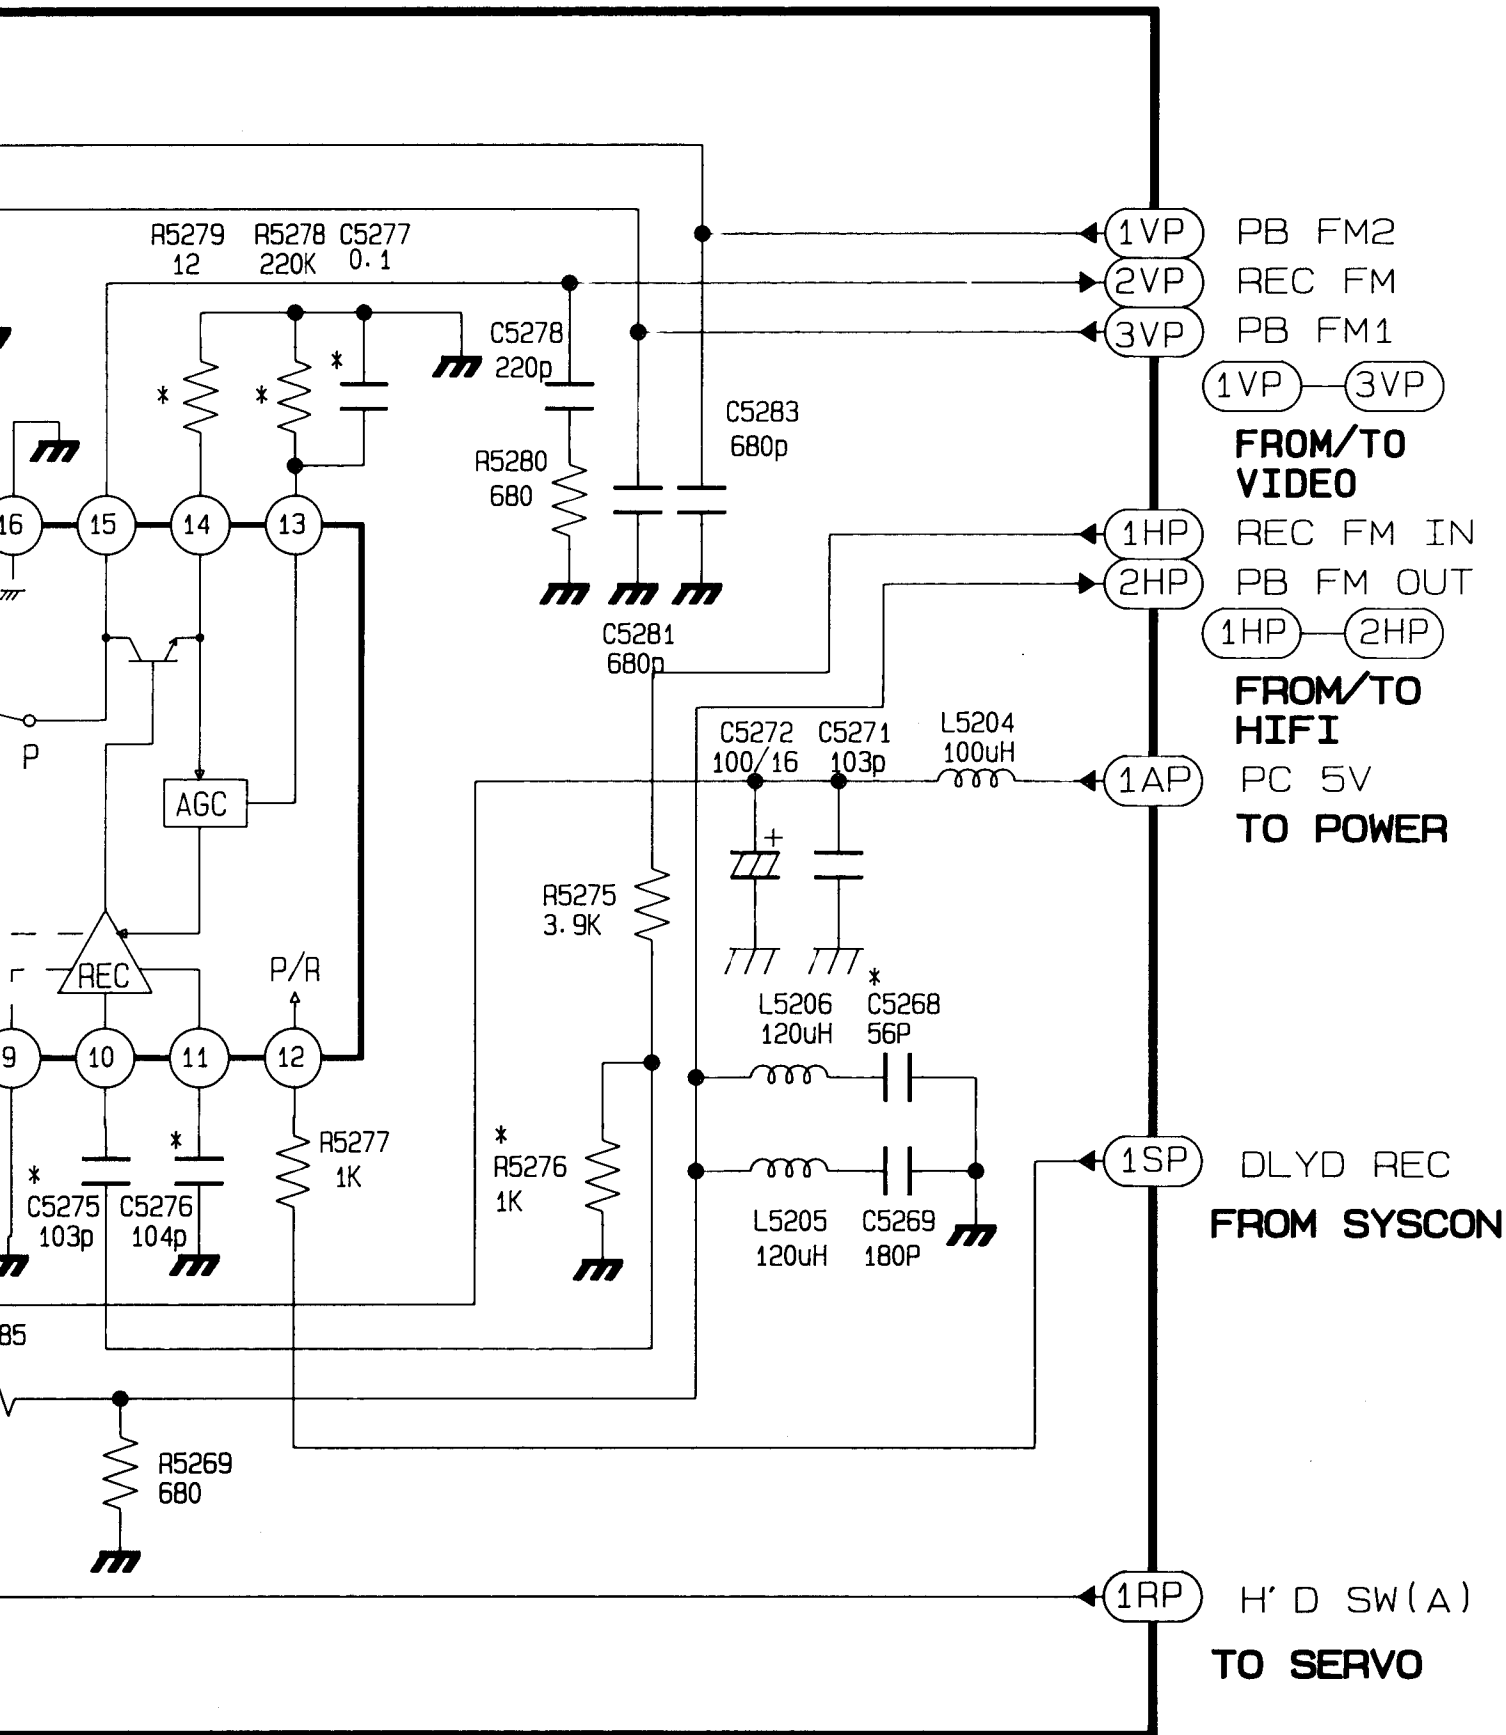 R5279 R5278 C5277
12 220K 0.1
1VP PB FM2
2VP REC FM
3VP PB FM1
1VP 3VP
FROM/TO
VIDEO
*
*
*
C5278
220p
C5283
680p
R5280
680
16 15 14 13
C5281
680p
1HP REC FM IN
2HP PB FM OUT
1HP 2HP
FROM/TO
HIFI
P
C5272 C5271 L5204
100/16 103p 100uH
+
1AP PC 5V
TO POWER
AGC
R5275
3.9K
REC
P/R
*
L5206 C5268
120uH 56P
9 10 11 12
*
*
C5275 C5276
103p 104p
R5277
1K
*
R5276
1K
L5205 C5269
120uH 180P
1SP DLYD REC
FROM SYSCON
85
R5269
680
1RP H'D SW(A)
TO SERVO